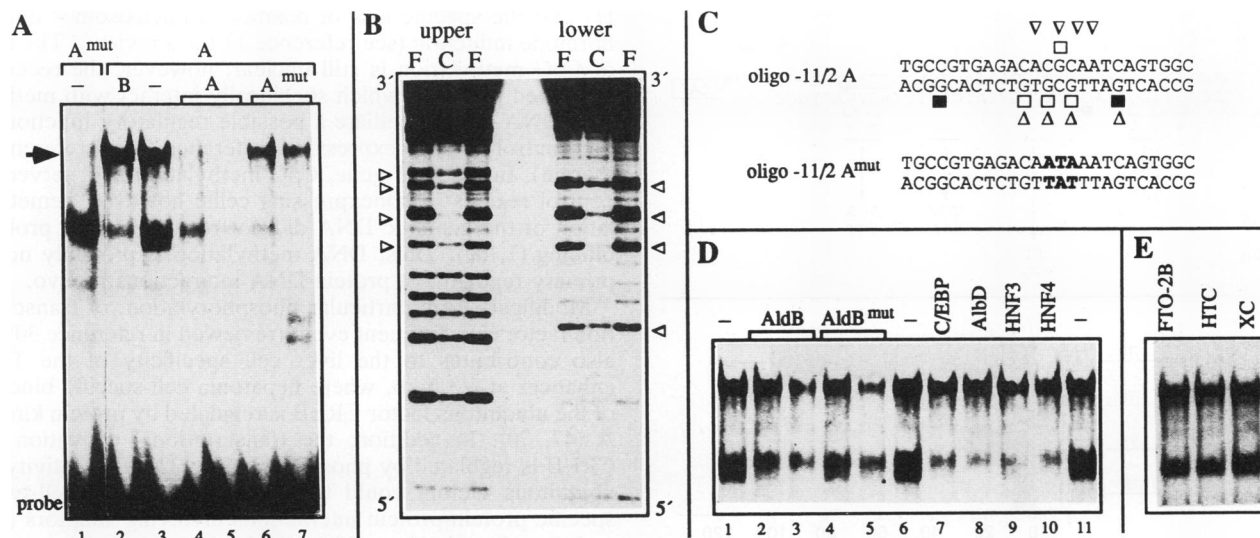 A
A mut
A
–
B
A
A mut
probe
1 2 3 4 5 6 7
B
upper
lower
F C F
F C F
3´
3´
5´
5´
C
oligo -11/2 A
TGCCGTGAGACACGCAATCAGTGGC
ACGGCACTCTGTGCGTTAGTCACCG
oligo -11/2 A mut
TGCCGTGAGACAATAAATCAGTGGC
ACGGCACTCTGTTATTTAGTCACCG
D
AldB
AldB mut
–
C/EBP
AlbD
HNF3
HNF4
–
1 2 3 4 5 6 7 8 9 10 11
E
FTO-2B
HTC
XC